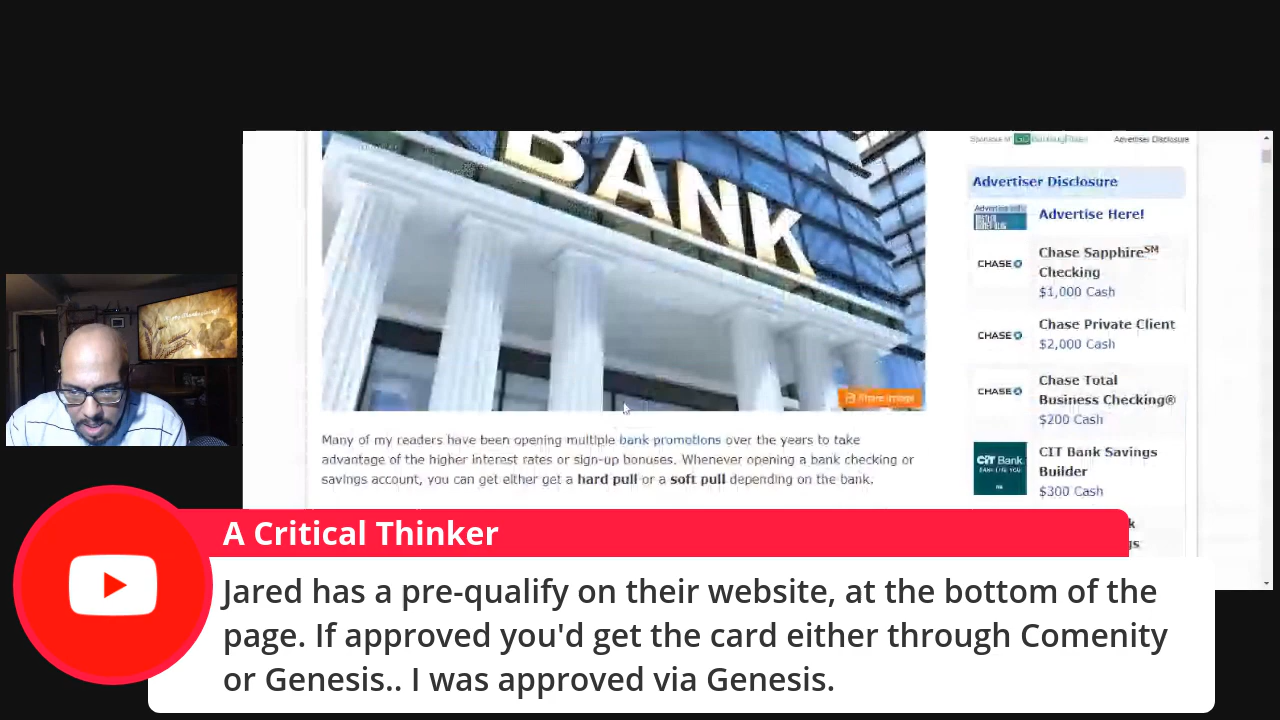 BANK
Advertiser Disclosure
Advertiser Disclosure
Advertise Here!
CHASE
Chase Sapphire℠
Checking
$1,000 Cash
CHASE
Chase Private Client
$2,000 Cash
CHASE
Chase Total
Business Checking®
$200 Cash
CIT Bank
CIT Bank Savings
Builder
$300 Cash
Share Image
Many of my readers have been opening multiple bank promotions over the years to take
advantage of the higher interest rates or sign-up bonuses. Whenever opening a bank checking or
savings account, you can get either get a hard pull or a soft pull depending on the bank.
A Critical Thinker
Jared has a pre-qualify on their website, at the bottom of the
page. If approved you'd get the card either through Comenity
or Genesis.. I was approved via Genesis.